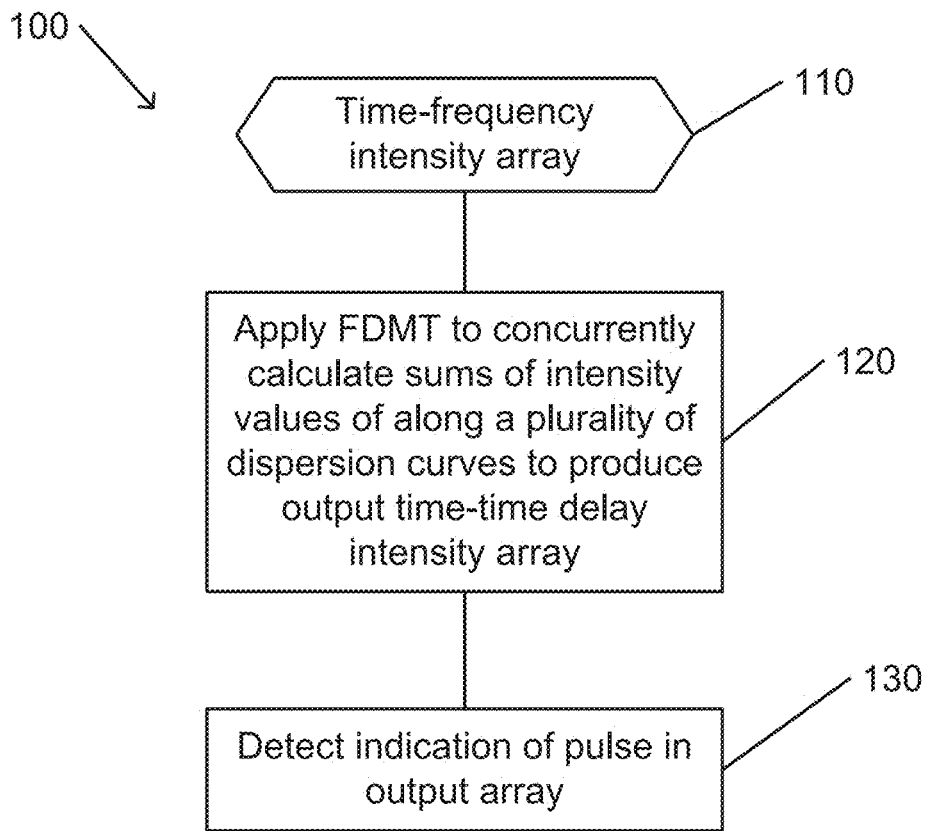 100
110
Time-frequency
intensity array
Apply FDMT to concurrently
calculate sums of intensity
values of along a plurality of
dispersion curves to produce
output time-time delay
intensity array
120
130
Detect indication of pulse in
output array